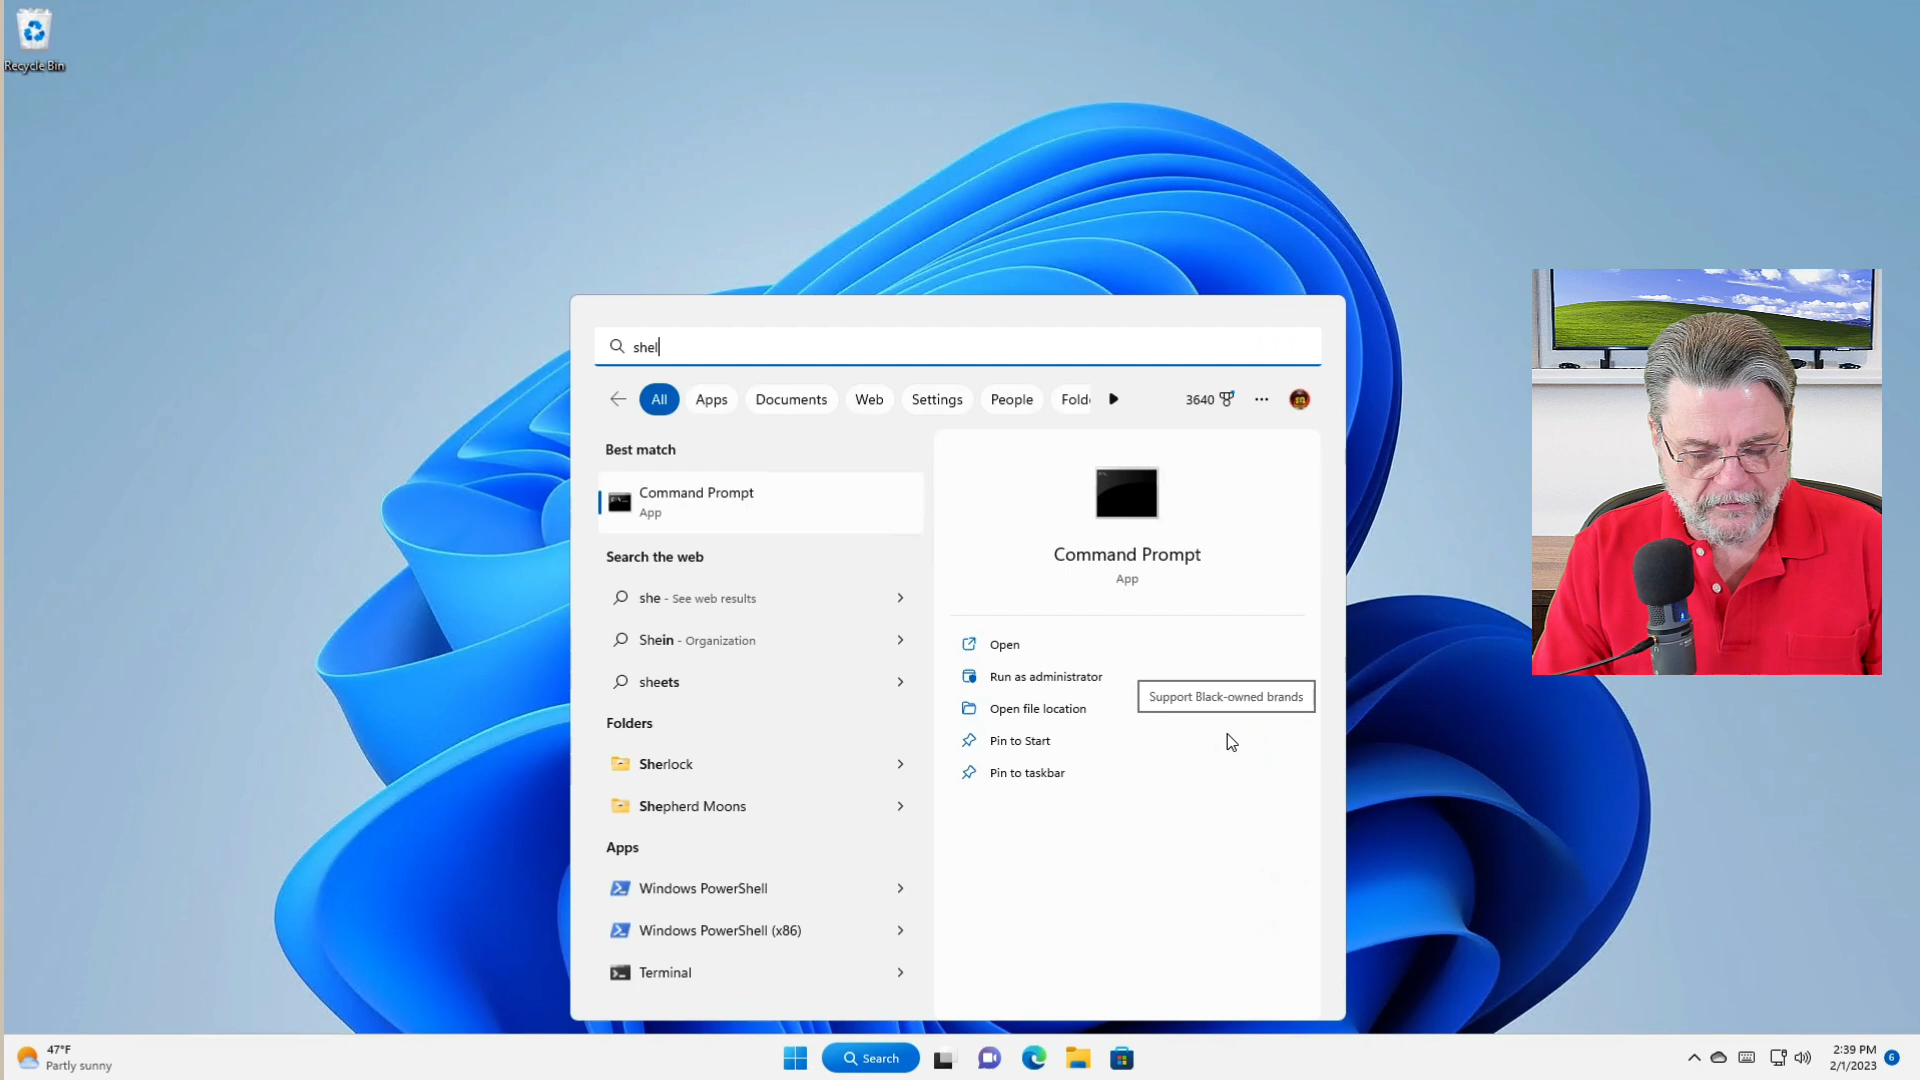 Recycle Bin
shel
All
Apps
Documents
Web
Settings
People
Fold
3640
Best match
Command Prompt
App
Search the web
she - See web results
Shein - Organization
sheets
Folders
Sherlock
Shepherd Moons
Apps
Windows PowerShell
Windows PowerShell (x86)
Terminal
Command Prompt
App
Open
Run as administrator
Open file location
Pin to Start
Pin to taskbar
Support Black-owned brands
47°F
Partly sunny
Search
2:39 PM
2/1/2023
6